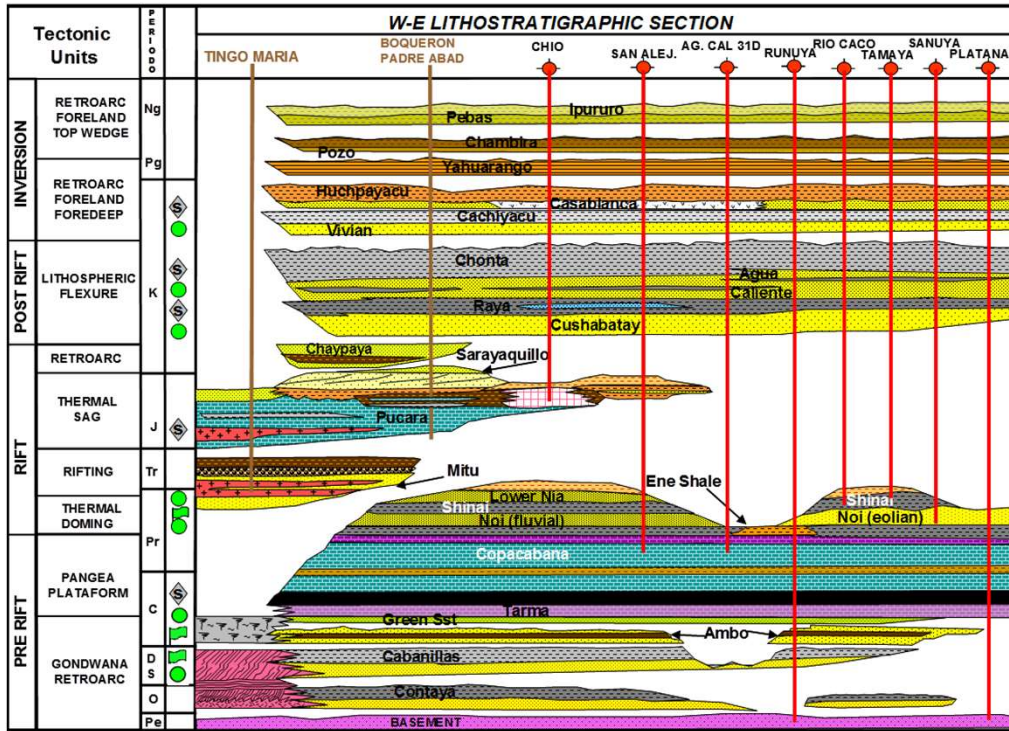 W-E LITHOSTRATIGRAPHIC SECTION
Tectonic
Units
PERIODO
TINGO MARIA
BOQUERON
PADRE ABAD
CHIO
SAN ALEJ.
AG. CAL 31D
RUNUYA
RIO CACO
TAMAYA
SANUYA
PLATANA
INVERSION
POST RIFT
RIFT
PRE RIFT
RETROARC
FORELAND
TOP WEDGE
RETROARC
FORELAND
FOREDEEP
LITHOSPHERIC
FLEXURE
RETROARC
THERMAL
SAG
RIFTING
THERMAL
DOMING
PANGEA
PLATAFORM
GONDWANA
RETROARC
Ng
Pg
K
J
Tr
Pr
C
D
S
O
Pe
S
S
S
S
S
Ipururo
Pebas
Chambira
Pozo
Yahuarango
Huchpayacu
Casablanca
Cachiyacu
Vivian
Chonta
Agua
Caliente
Raya
Cushabatay
Chaypaya
Sarayaquillo
Pucara
Mitu
Ene Shale
Lower Nia
Shinai
Shinai
Noi (fluvial)
Noi (eolian)
Copacabana
Tarma
Green Sst
Ambo
Cabanillas
Contaya
BASEMENT